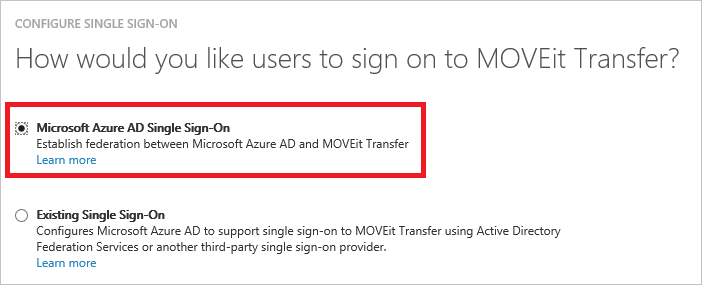 CONFIGURE SINGLE SIGN-ON
How would you like users to sign on to MOVEit Transfer?
Microsoft Azure AD Single Sign-On
Establish federation between Microsoft Azure AD and MOVEit Transfer
Learn more
Existing Single Sign-On
Configures Microsoft Azure AD to support single sign-on to MOVEit Transfer using Active Directory
Federation Services or another third-party single sign-on provider.
Learn more